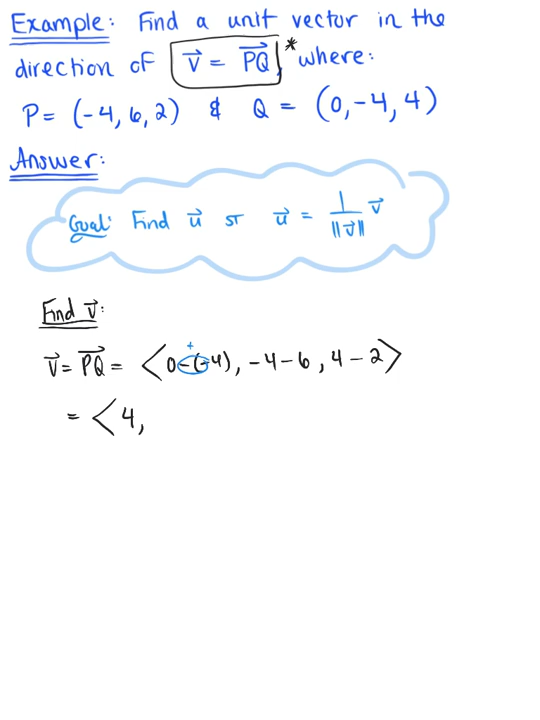 Example: Find a unit vector in the
direction of v⃗ = PQ⃗,* where:
P = (-4, 6, 2) & Q = (0, -4, 4)
Answer:
Goal: Find u⃗ ST u⃗ = 1/||v⃗|| v⃗
Find v⃗:
+
v⃗ = PQ⃗ = ⟨0-(-4), -4-6, 4-2⟩
= ⟨4,